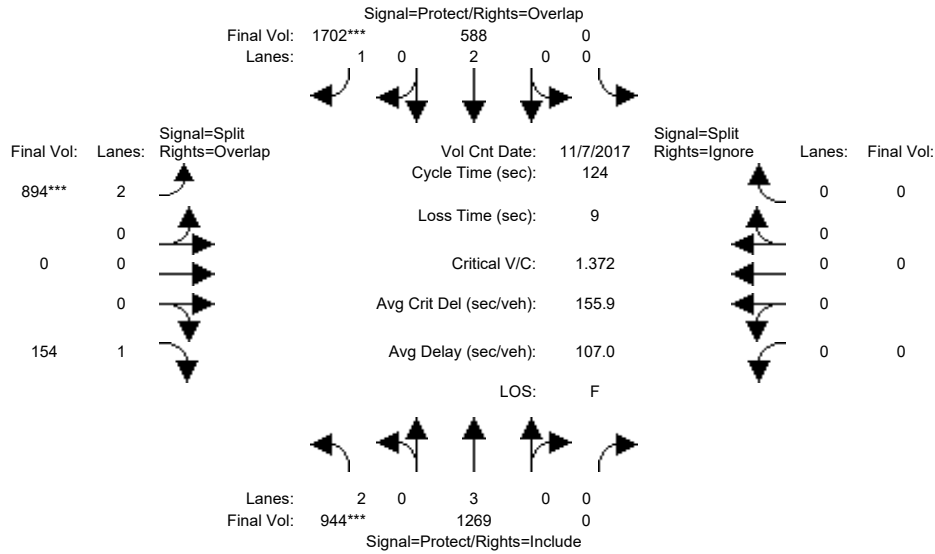 Signal=Protect/Rights=Overlap
Final Vol: 1702*** 588 0
Lanes: 1 0 2 0 0
Signal=Split Signal=Split
Final Vol: Lanes: Rights=Overlap Vol Cnt Date: 11/7/2017 Rights=Ignore Lanes: Final Vol:
Cycle Time (sec): 124
894*** 2 0 0
Loss Time (sec): 9
0 0
0 0 Critical V/C: 1.372 0 0
0 Avg Crit Del (sec/veh): 155.9 0
154 1 Avg Delay (sec/veh): 107.0 0 0
LOS: F
Lanes: 2 0 3 0 0
Final Vol: 944*** 1269 0
Signal=Protect/Rights=Include